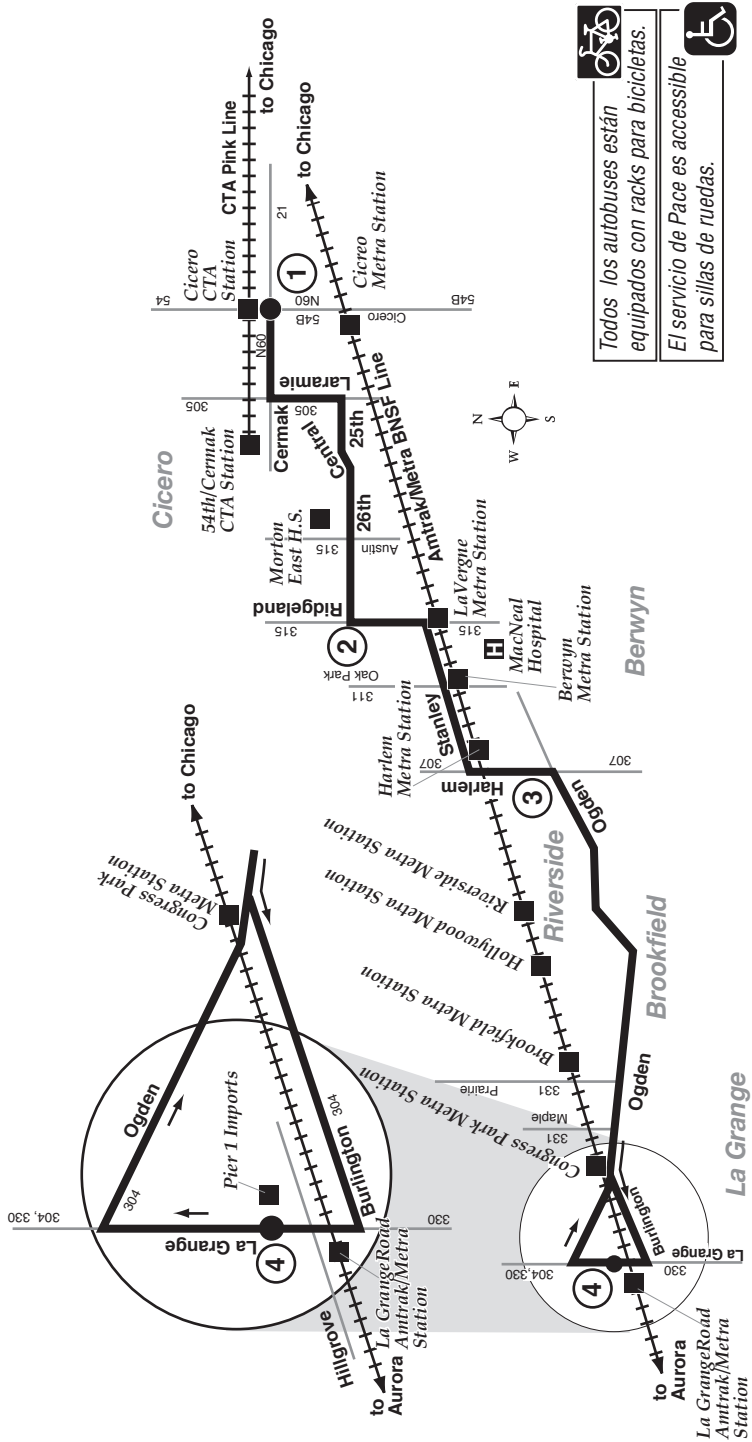 to Chicago
CTA Pink Line
to Chicago
Cicero
CTA
Station
54
21
1
N60
54B
N60
54B
Cicero
Cicreo
Metra Station
305
Cicero
54th/Cermak
CTA Station
Cermak
305
Laramie
Central
25th
26th
Amtrak/Metra BNSF Line
Morton
East H.S.
315
Austin
Ridgeland
315
2
Oak Park
311
315
LaVergne
Metra Station
H
MacNeal
Hospital
Berwyn
Metra Station
Berwyn
Stanley
Harlem
Metra Station
307
Harlem
3
307
Ogden
Riverside Metra Station
Hollywood Metra Station
Riverside
Brookfield Metra Station
Brookfield
Congress Park Metra Station
Prairie
331
Maple
331
Ogden
La Grange
Burlington
La Grange
330
304,330
4
to
Aurora
La GrangeRoad
Amtrak/Metra
Station
to Chicago
Congress Park
Metra Station
Ogden
304
Pier 1 Imports
304
Burlington
304, 330
La Grange
4
330
Hillgrove
La GrangeRoad
Amtrak/Metra
Station
to
Aurora
N
W
E
S
Todos los autobuses están
equipados con racks para bicicletas.
El servicio de Pace es accessible
para sillas de ruedas.